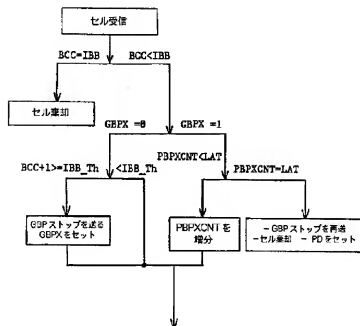 セル受信
BCC=IBB BCC<IBB
セル棄却
GBPX =0 GBPX =1
PBPXCNT<LAT
BCC+1>=IBB_Th <IBB_Th
PBPXCNT=LAT
GBPストップを送る
GBPXをセット
PBPXCNTを
増分
-GBPストップを再送
-セル棄却 -PDをセット